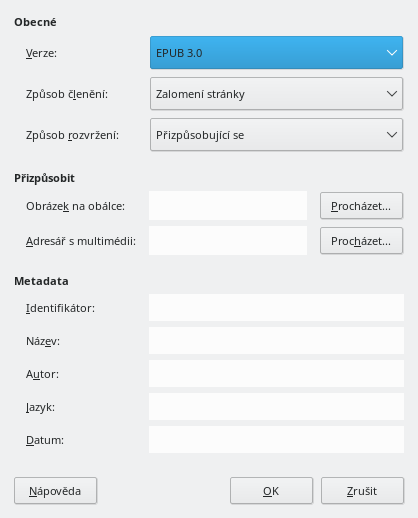 Obecné
Verze: EPUB 3.0
Způsob členění: Zalomení stránky
Způsob rozvržení: Přizpůsobující se
Přizpůsobit
Obrázek na obálce: Procházet...
Adresář s multimédii: Procházet...
Metadata
Identifikátor:
Název:
Autor:
Jazyk:
Datum:
Nápověda OK Zrušit